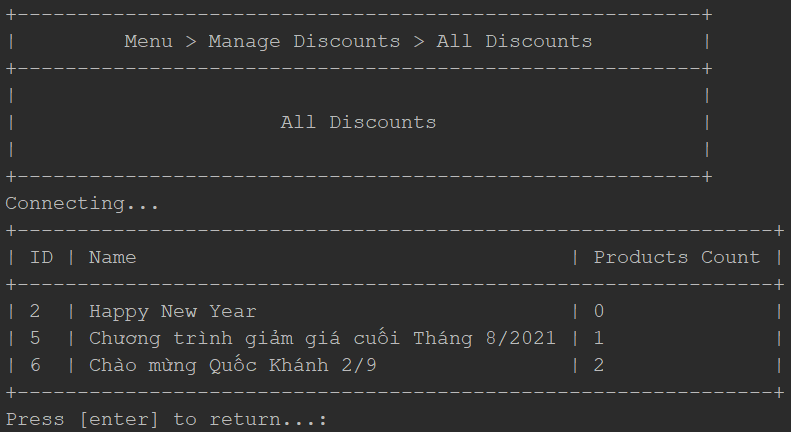 +---------------------------------------------------------+
|         Menu > Manage Discounts > All Discounts         |
+---------------------------------------------------------+
|                                                         |
|                      All Discounts                      |
|                                                         |
+---------------------------------------------------------+
Connecting...
+---------------------------------------------------------------+
| ID | Name                                    | Products Count |
+---------------------------------------------------------------+
| 2  | Happy New Year                          | 0              |
| 5  | Chương trình giảm giá cuối Tháng 8/2021 | 1              |
| 6  | Chào mừng Quốc Khánh 2/9                | 2              |
+---------------------------------------------------------------+
Press [enter] to return...: